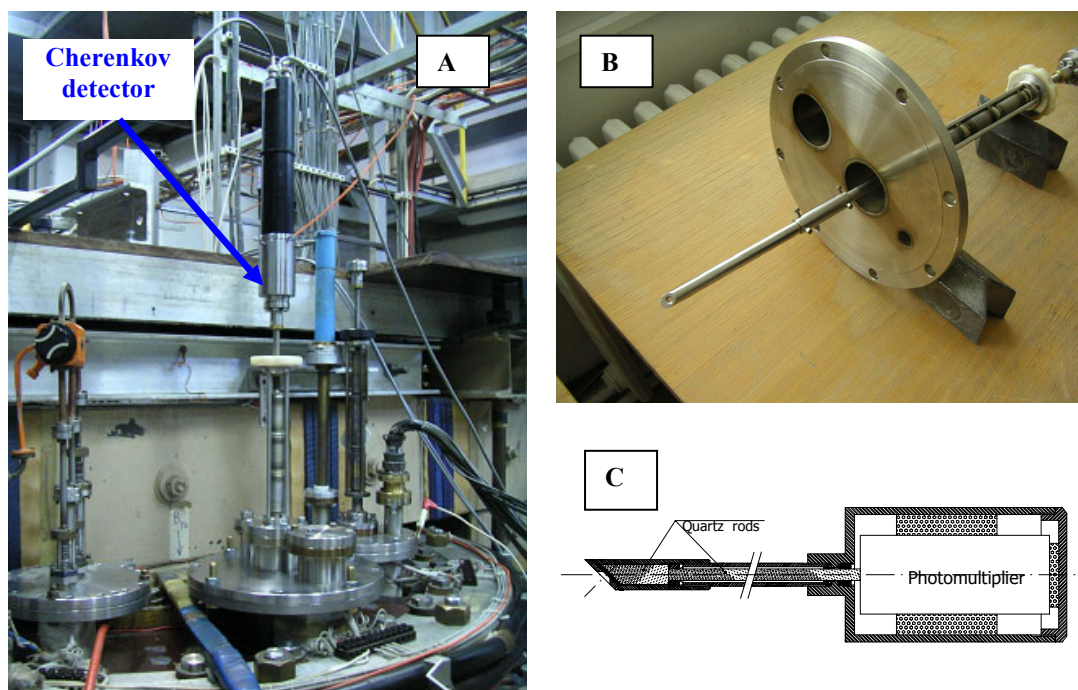 Cherenkov
detector
A
B
C
Quartz rods
Photomultiplier